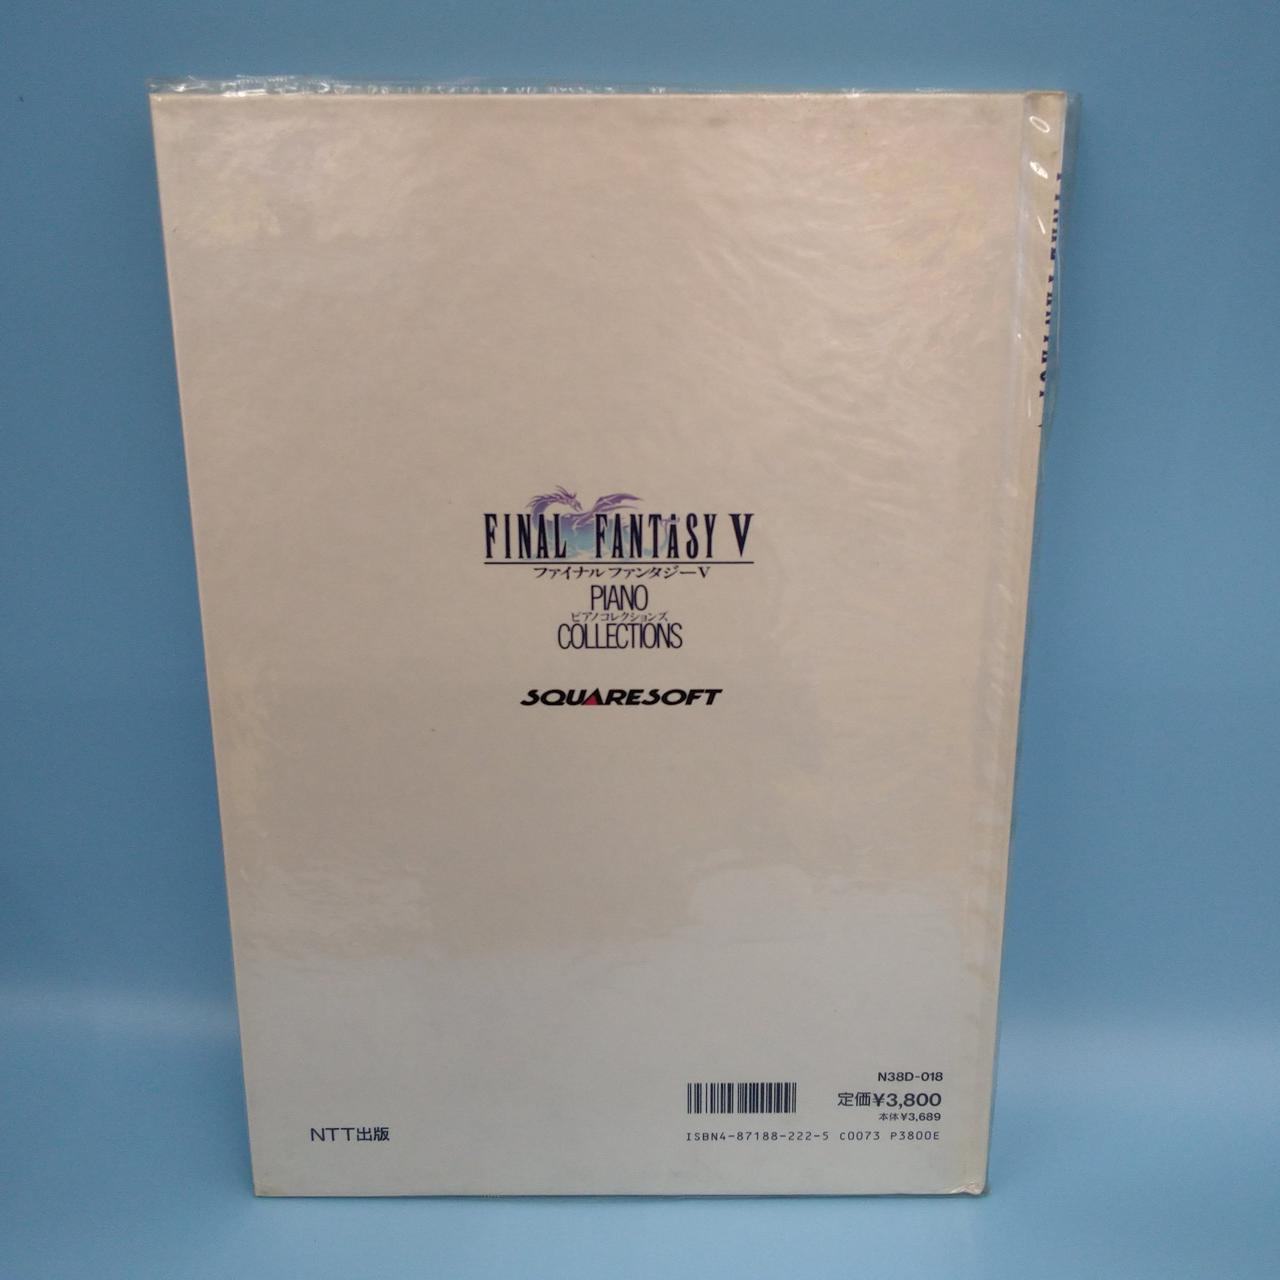 FINAL FANTASY V
ファイナル ファンタジーV
PIANO
ピアノコレクションズ
COLLECTIONS
SQUARESOFT
N38D-018
定価¥3,800
本体¥3,689
NTT出版
ISBN4-87188-222-5 C0073 P3800E